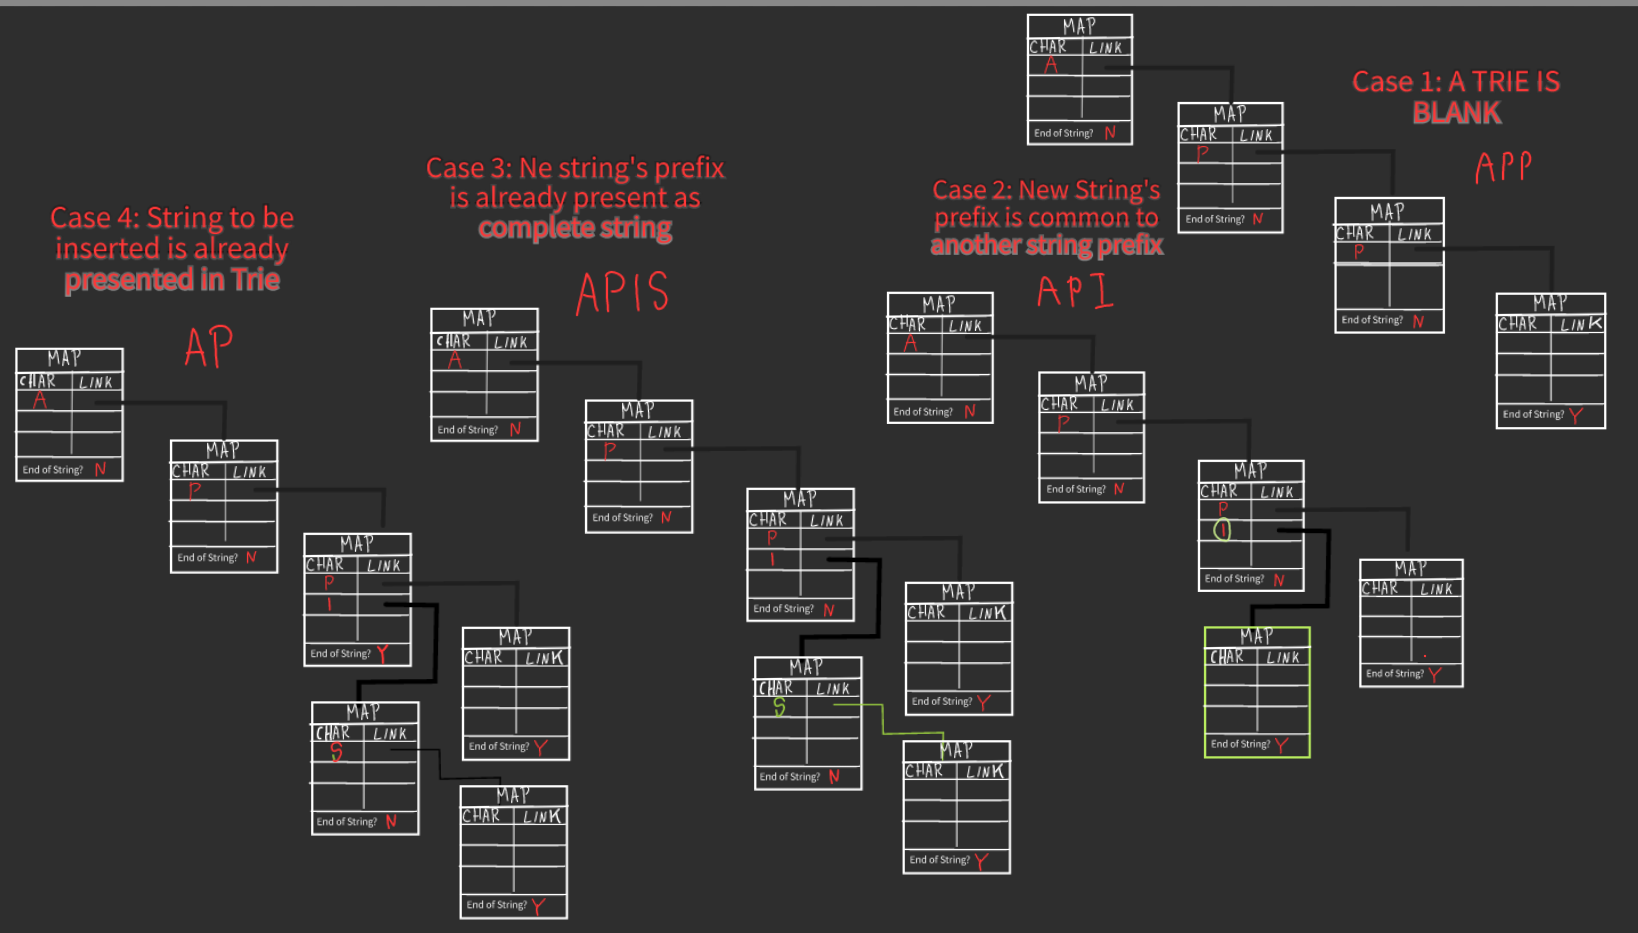 Case 4: String to be
inserted is already
presented in Trie
AP
MAP
CHAR LINK
A
End of String? N
MAP
CHAR LINK
P
End of String? N
MAP
CHAR LINK
P
I
End of String? Y
MAP
CHAR LINK
End of String? Y
MAP
CHAR LINK
S
End of String? N
MAP
CHAR LINK
End of String? Y
Case 3: Ne string's prefix
is already present as
complete string
APIS
MAP
CHAR LINK
A
End of String? N
MAP
CHAR LINK
P
End of String? N
MAP
CHAR LINK
P
I
End of String? N
MAP
CHAR LINK
End of String? Y
MAP
CHAR LINK
S
End of String? N
MAP
CHAR LINK
End of String? Y
Case 2: New String's
prefix is common to
another string prefix
API
MAP
CHAR LINK
A
End of String? N
MAP
CHAR LINK
P
End of String? N
MAP
CHAR LINK
P
I
End of String? N
MAP
CHAR LINK
End of String? Y
MAP
CHAR LINK
End of String? Y
Case 1: A TRIE IS
BLANK
APP
MAP
CHAR LINK
A
End of String? N
MAP
CHAR LINK
P
End of String? N
MAP
CHAR LINK
P
End of String? N
MAP
CHAR LINK
End of String? Y